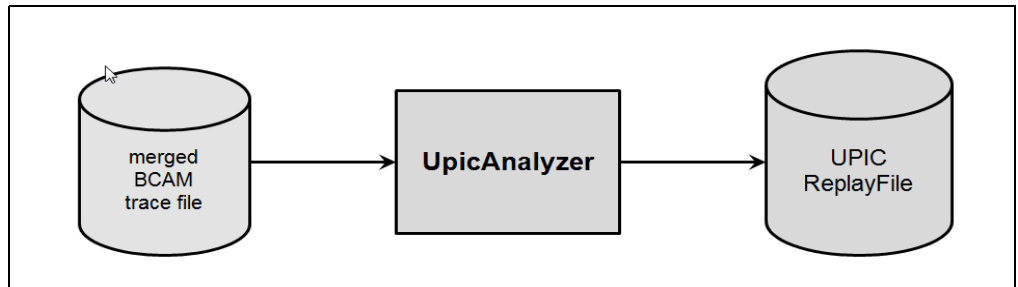 merged
BCAM
trace file
UpicAnalyzer
UPIC
ReplayFile